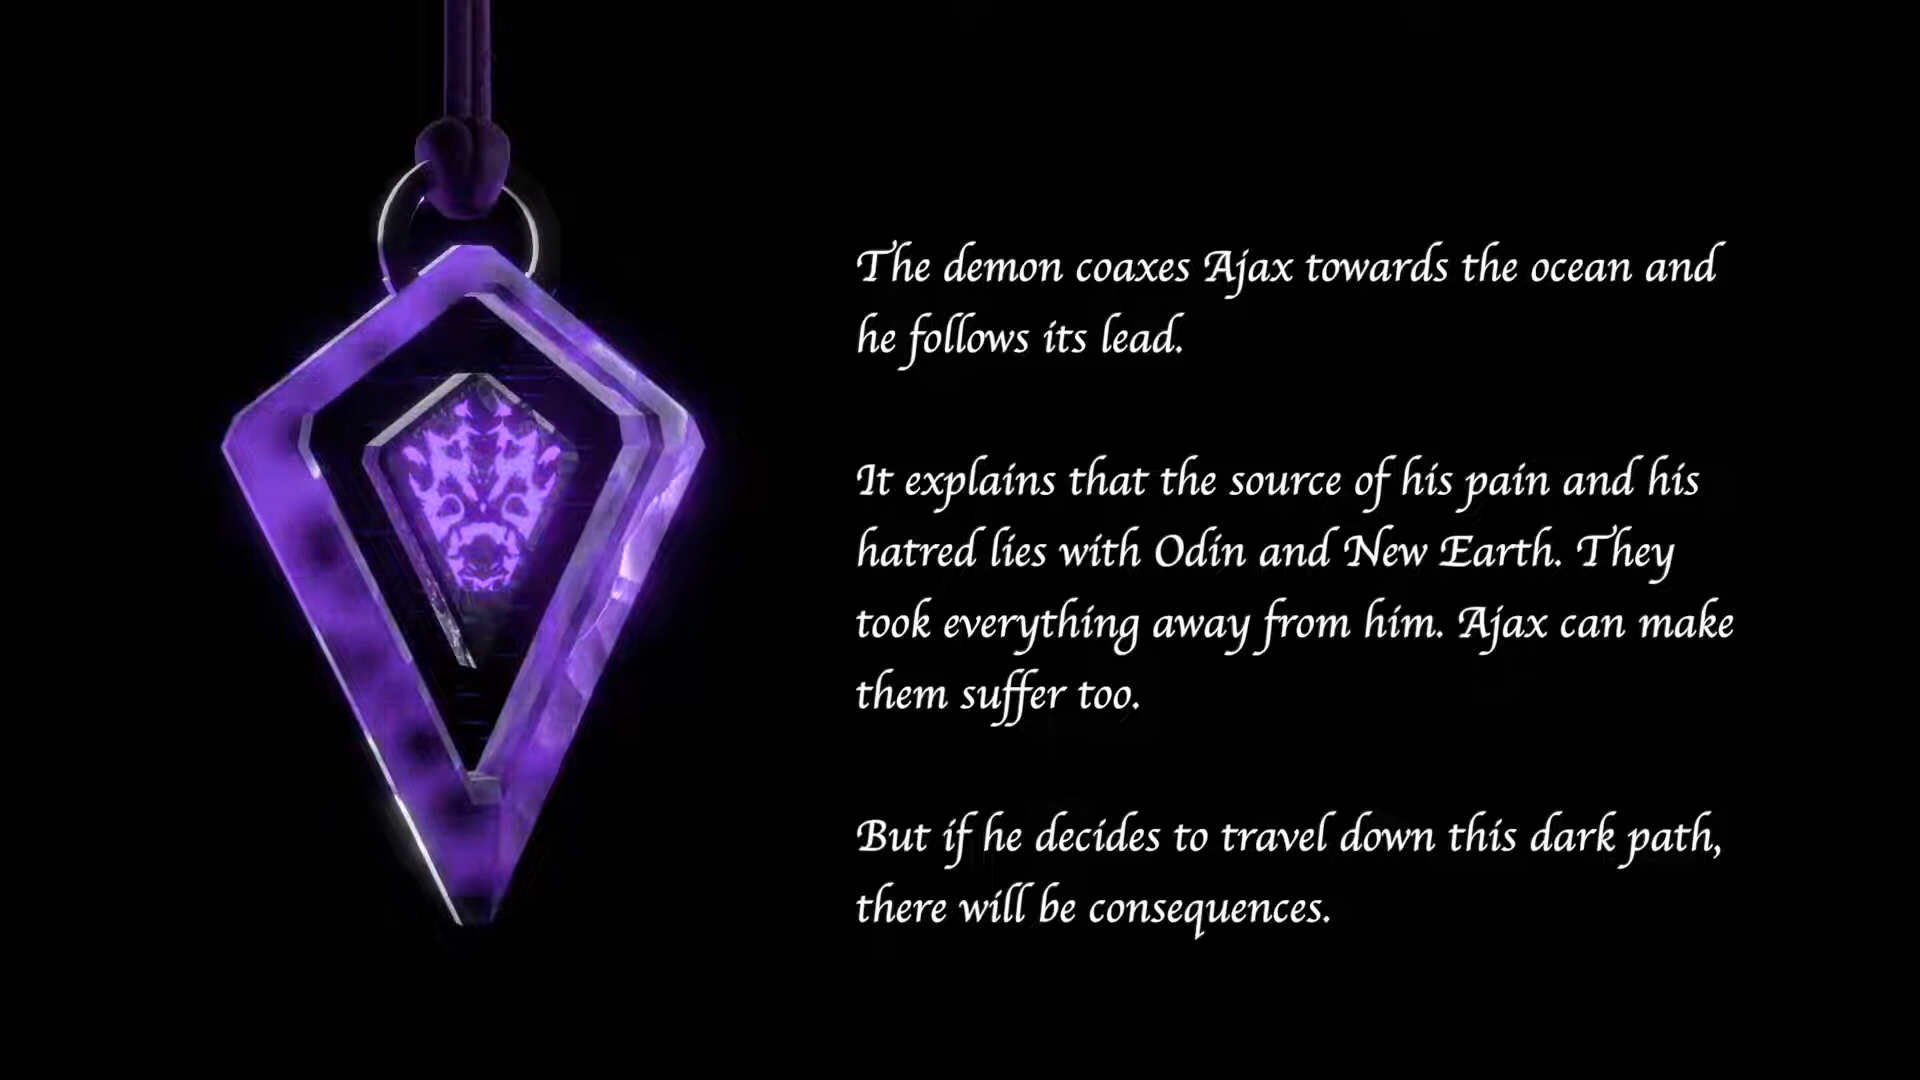 The demon coaxes Ajax towards the ocean and
he follows its lead.
It explains that the source of his pain and his
hatred lies with Odin and New Earth. They
took everything away from him. Ajax can make
them suffer too.
But if he decides to travel down this dark path,
there will be consequences.